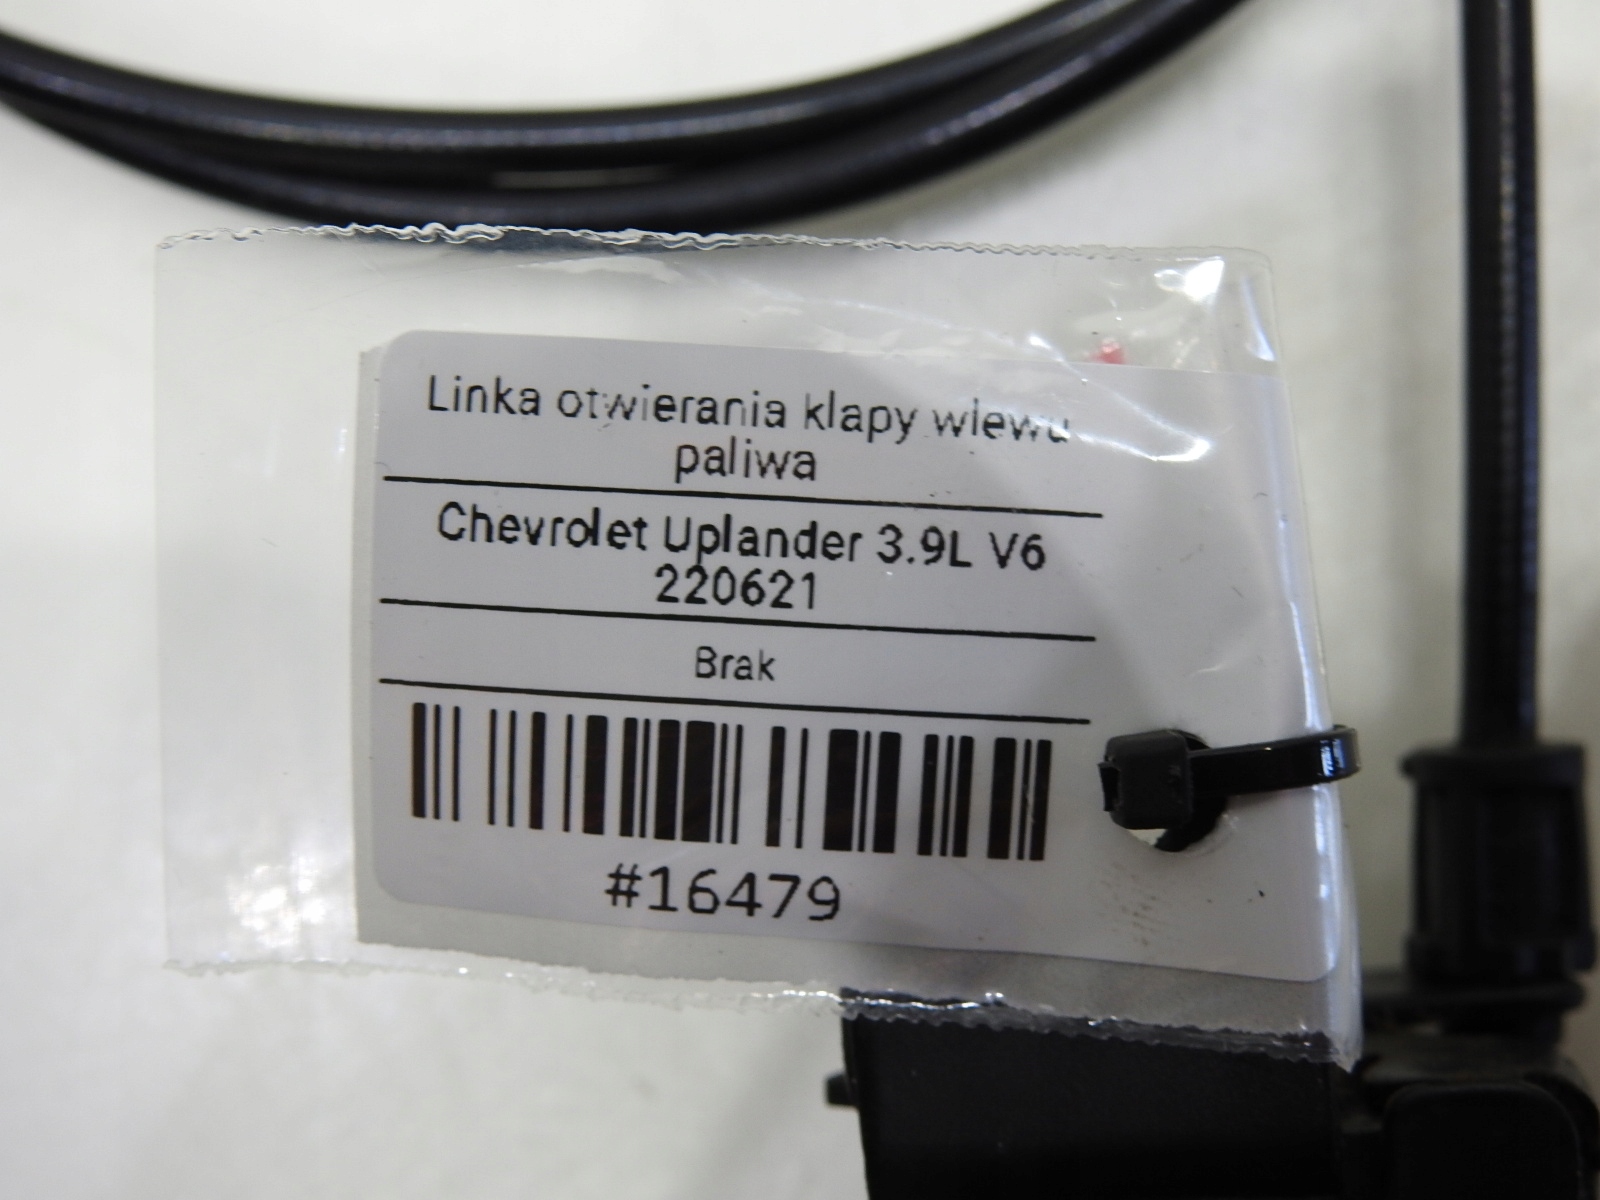 Linka otwierania klapy wlewu
paliwa
Chevrolet Uplander 3.9L V6
220621
Brak
#16479